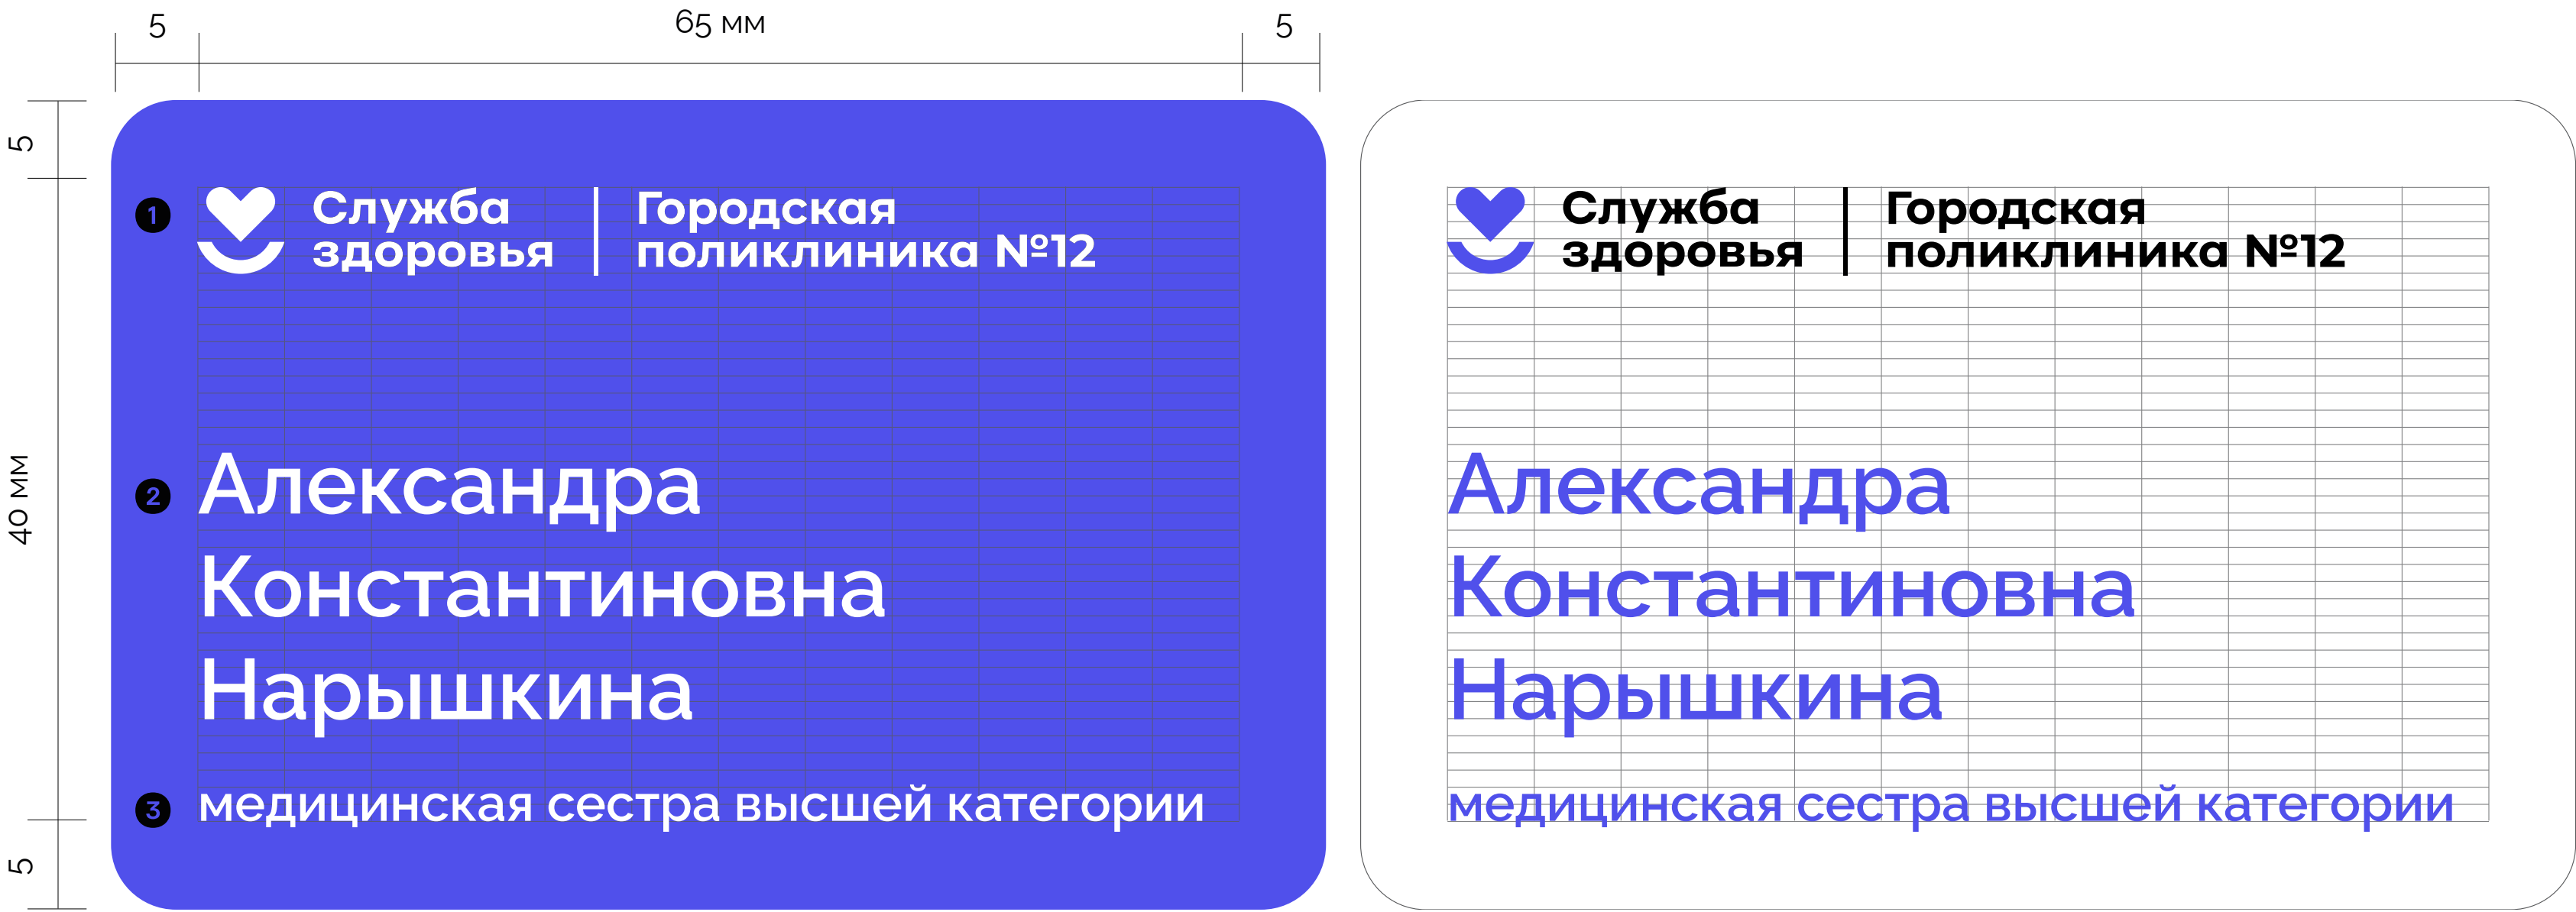 5
65 мм
5
5
40 мм
5
1
Служба
здоровья
Городская
поликлиника №12
2
Александра
Константиновна
Нарышкина
3
медицинская сестра высшей категории
Служба
здоровья
Городская
поликлиника №12
Александра
Константиновна
Нарышкина
медицинская сестра высшей категории